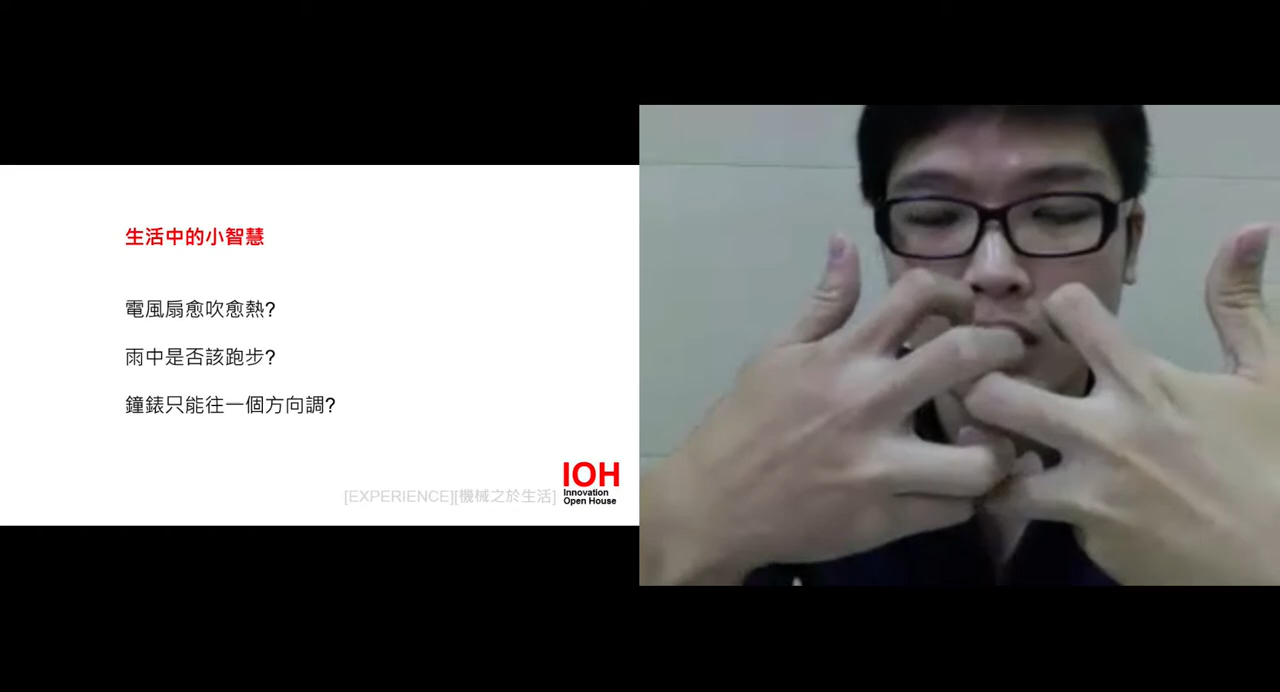 生活中的小智慧
電風扇愈吹愈熱?
雨中是否該跑步?
鐘錶只能往一個方向調?
IOH
Innovation
Open House
[EXPERIENCE][機械之於生活]